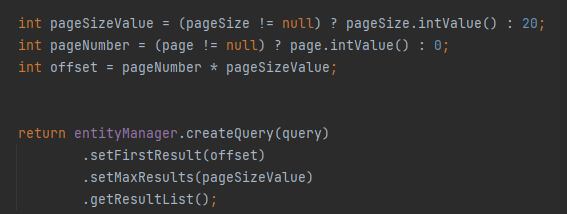 int pageSizeValue = (pageSize != null) ? pageSize.intValue() : 20;
int pageNumber = (page != null) ? page.intValue() : 0;
int offset = pageNumber * pageSizeValue;
return entityManager.createQuery(query)
.setFirstResult(offset)
.setMaxResults(pageSizeValue)
.getResultList();